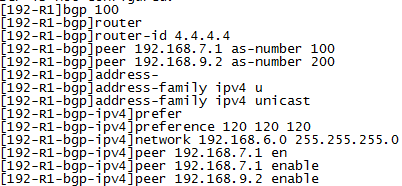 [192-R1]bgp 100
[192-R1-bgp]router
[192-R1-bgp]router-id 4.4.4.4
[192-R1-bgp]peer 192.168.7.1 as-number 100
[192-R1-bgp]peer 192.168.9.2 as-number 200
[192-R1-bgp]address-
[192-R1-bgp]address-family ipv4 u
[192-R1-bgp]address-family ipv4 unicast
[192-R1-bgp-ipv4]prefer
[192-R1-bgp-ipv4]preference 120 120 120
[192-R1-bgp-ipv4]network 192.168.6.0 255.255.255.0
[192-R1-bgp-ipv4]peer 192.168.7.1 en
[192-R1-bgp-ipv4]peer 192.168.7.1 enable
[192-R1-bgp-ipv4]peer 192.168.9.2 enable